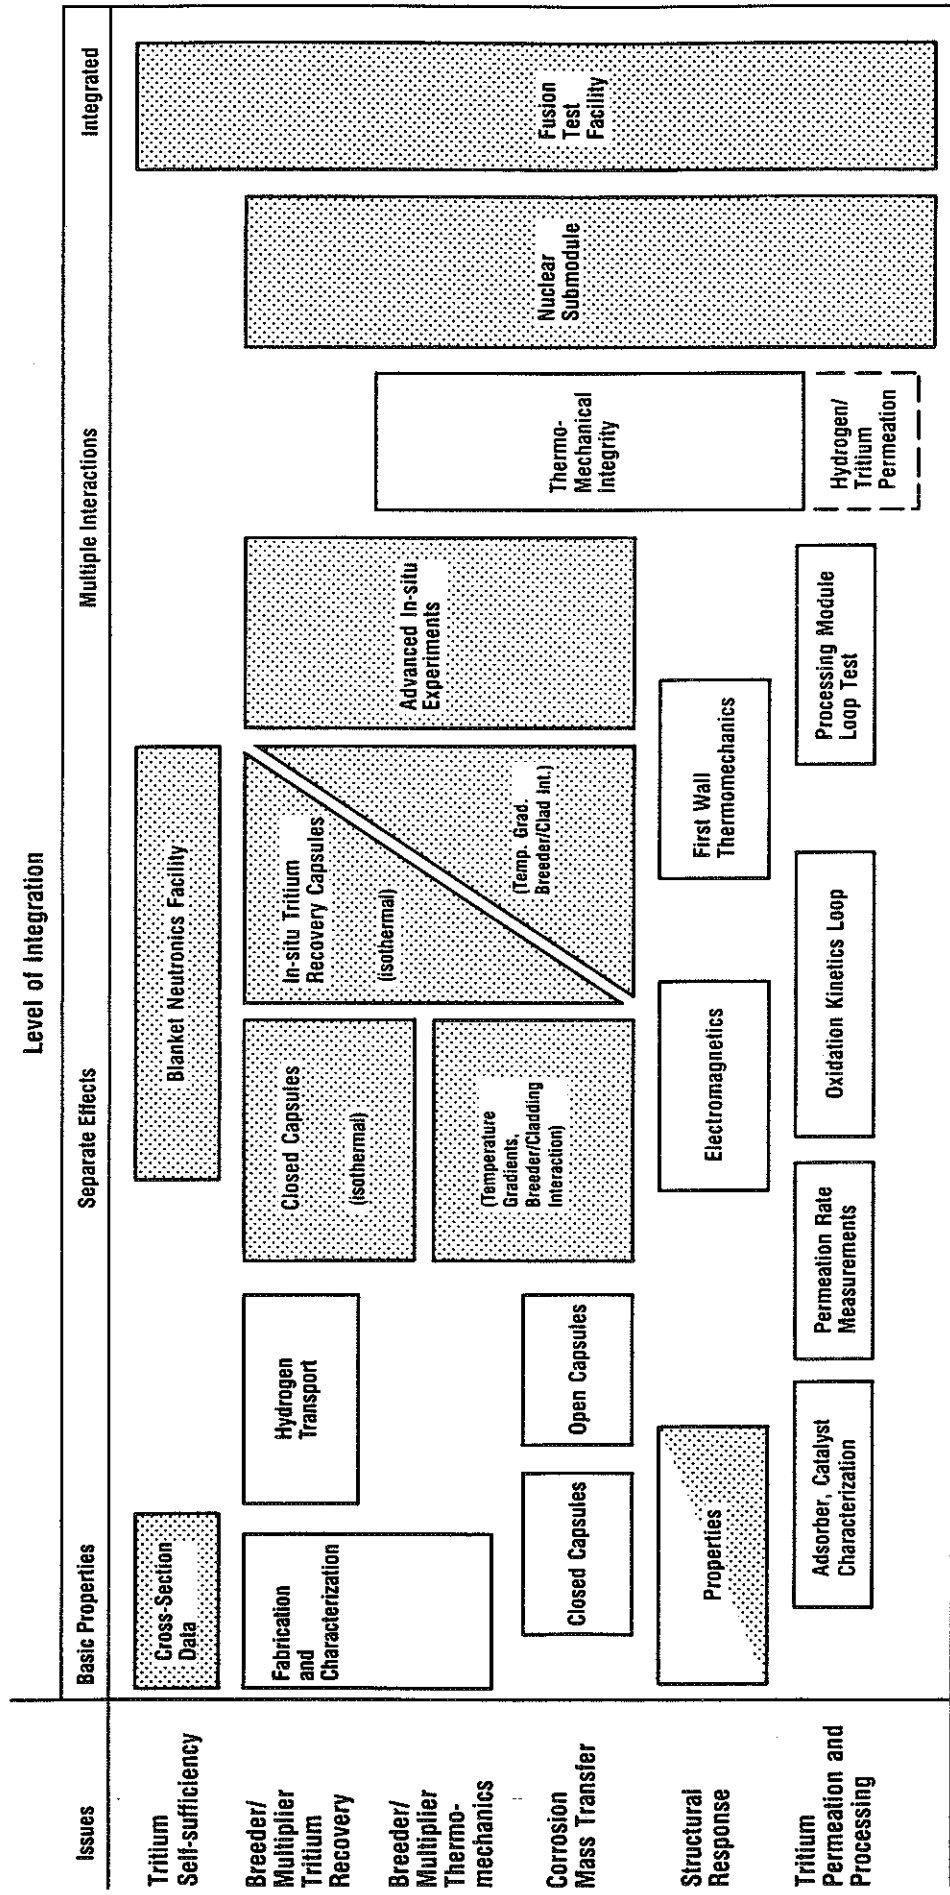 Level of Integration
Issues
Basic Properties
Separate Effects
Multiple Interactions
Integrated
Tritium
Self-sufficiency
Cross-Section
Data
Blanket Neutronics Facility
Breeder/
Multiplier
Tritium
Recovery
Breeder/
Multiplier
Thermo-
mechanics
Corrosion
Mass Transfer
Fabrication
and
Characterization
Hydrogen
Transport
Closed Capsules
Open Capsules
Closed Capsules
(isothermal)
(Temperature
Gradients,
Breeder/Cladding
Interaction)
In-situ Tritium
Recovery Capsules
(isothermal)
(Temp. Grad.
Breeder/Clad Int.)
Advanced In-situ
Experiments
Structural
Response
Properties
Electromagnetics
First Wall
Thermomechanics
Thermo-
Mechanical
Integrity
Tritium
Permeation and
Processing
Adsorber, Catalyst
Characterization
Permeation Rate
Measurements
Oxidation Kinetics Loop
Processing Module
Loop Test
Hydrogen/
Tritium
Permeation
Nuclear
Submodule
Fusion
Test
Facility